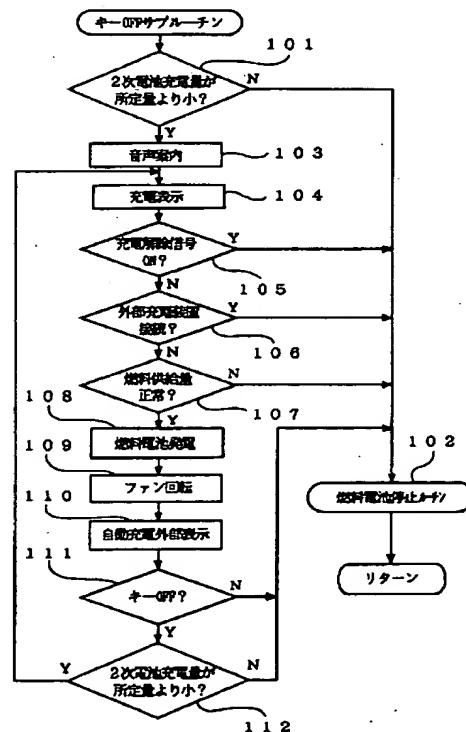 キーOFFサブルーチン
101
2次電池充電量が
所定量より小?
N
Y
音声案内
103
充電表示
104
充電解除信号
ON?
Y
105
N
外部充電装置
接続?
Y
106
N
燃料供給量
正常?
N
107
Y
108
燃料電池発電
109
ファン回転
110
自動充電外部表示
111
キーOFF?
N
Y
2次電池充電量が
所定量より小?
Y
N
112
102
燃料電池停止ルーチン
リターン